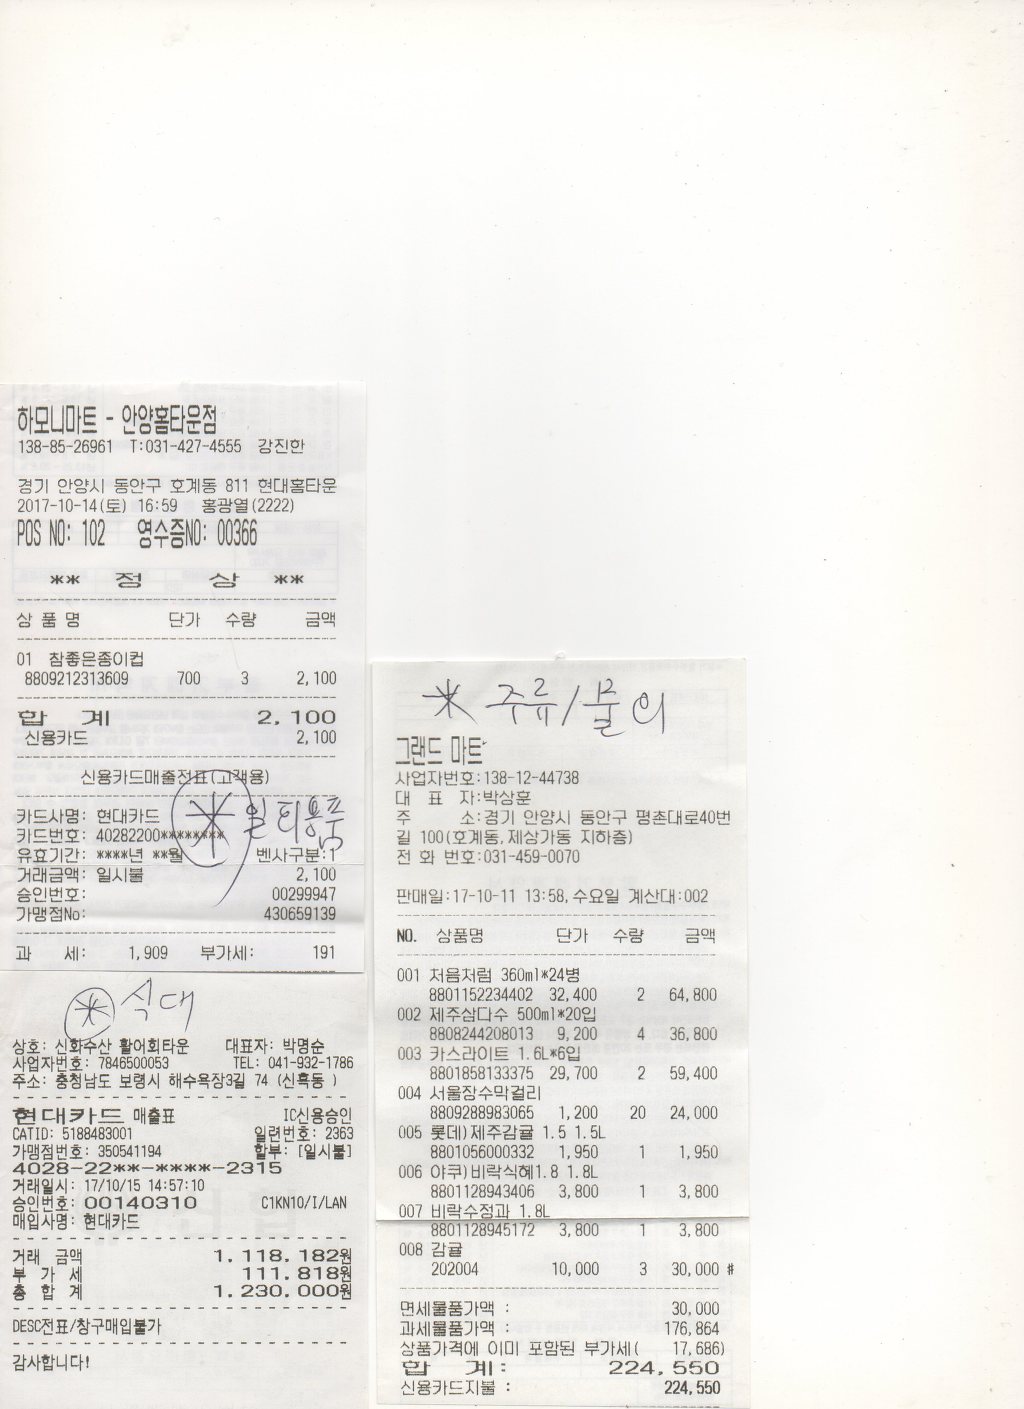 하모니마트 - 안양홈타운점
138-85-26961 T:031-427-4555 강진한
경기 안양시 동안구 호계동 811 현대홈타운
2017-10-14(토) 16:59 홍광열(2222)
POS NO: 102 영수증NO: 00366
** 정 상 **
상 품 명 단가 수량 금액
01 참좋은종이컵
8809212313609 700 3 2,100
합 계 2,100
신용카드 2,100
신용카드매출전표(고객용)
카드사명: 현대카드
카드번호: 40282200********
유효기간: ****년 **월 벤사구분:1
거래금액: 일시불 2,100
승인번호: 00299947
가맹점No: 430659139
과 세: 1,909 부가세: 191
* 식대
상호: 신화수산 활어회타운 대표자: 박명순
사업자번호: 7846500053 TEL: 041-932-1786
주소: 충청남도 보령시 해수욕장3길 74 (신흑동 )
현대카드 매출표 IC신용승인
CATID: 5188483001 일련번호: 2363
가맹점번호: 350541194 할부: [일시불]
4028-22**-****-2315
거래일시: 17/10/15 14:57:10
승인번호: 00140310 C1KN10/I/LAN
매입사명: 현대카드
거래 금액 1.118.182원
부 가 세 111.818원
총 합 계 1.230.000원
DESC전표/창구매입불가
감사합니다!
* 주류/물 외
그랜드 마트
사업자번호:138-12-44738
대 표 자:박상훈
주 소:경기 안양시 동안구 평촌대로40번
길 100(호계동,제상가동 지하층)
전 화 번호:031-459-0070
판매일:17-10-11 13:58,수요일 계산대:002
NO. 상품명 단가 수량 금액
001 처음처럼 360ml*24병
8801152234402 32,400 2 64,800
002 제주삼다수 500ml*20입
8808244208013 9,200 4 36,800
003 카스라이트 1.6L*6입
8801858133375 29,700 2 59,400
004 서울장수막걸리
8809288983065 1,200 20 24,000
005 롯데)제주감귤 1.5 1.5L
8801056000332 1,950 1 1,950
006 야쿠)비락식혜1.8 1.8L
8801128943406 3,800 1 3,800
007 비락수정과 1.8L
8801128945172 3,800 1 3,800
008 감귤
202004 10,000 3 30,000 #
면세물품가액 : 30,000
과세물품가액 : 176,864
상품가격에 이미 포함된 부가세( 17,686)
합 계: 224,550
신용카드지불 : 224,550